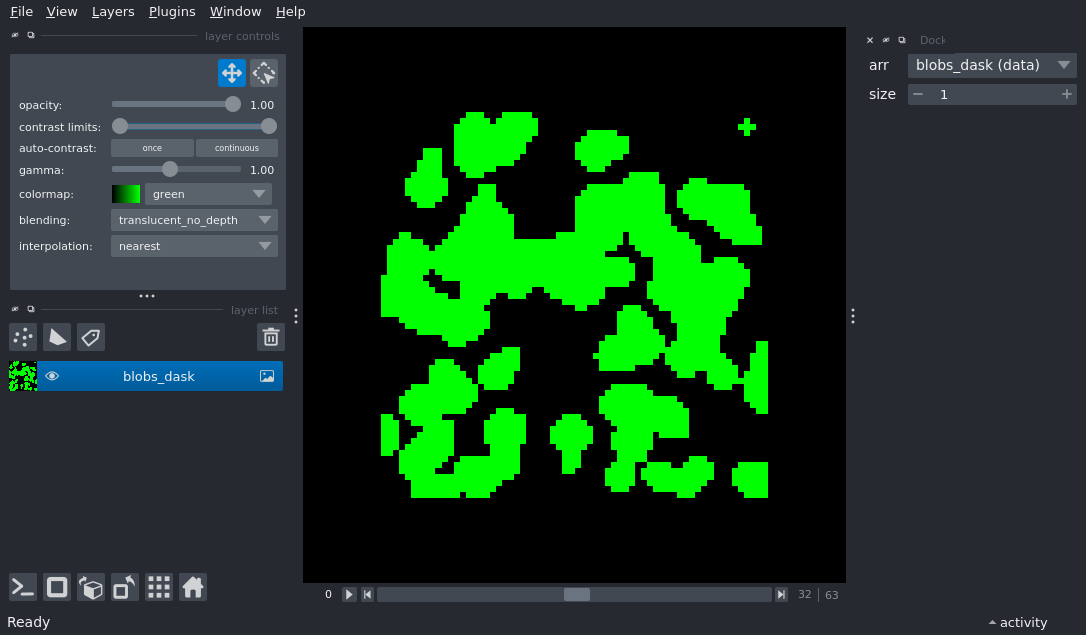 File View Layers Plugins Window Help
layer controls
opacity: 1.00
contrast limits:
auto-contrast: once continuous
gamma: 1.00
colormap: green
blending: translucent_no_depth
interpolation: nearest
layer list
blobs_dask
Dock
arr blobs_dask (data)
size 1
0 32 63
Ready
activity